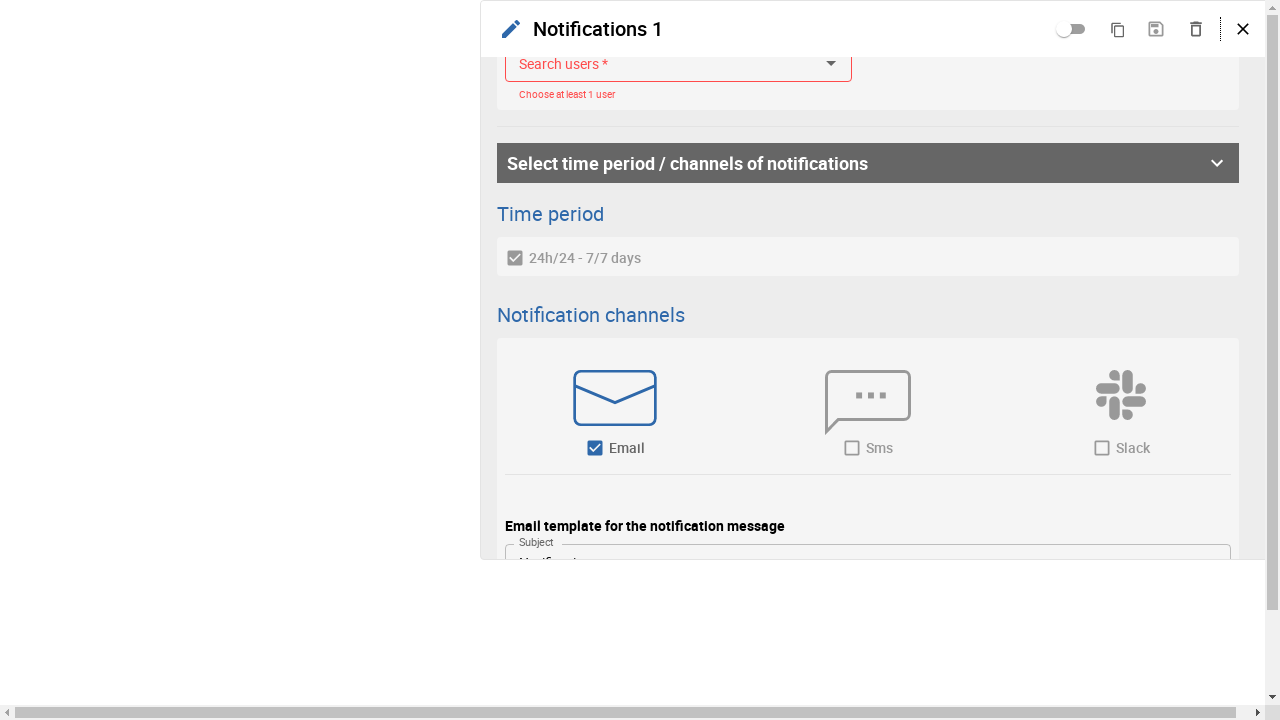 Notifications 1
Search users *
Choose at least 1 user
Select time period / channels of notifications
Time period
24h/24 - 7/7 days
Notification channels
Email
Sms
Slack
Email template for the notification message
Subject